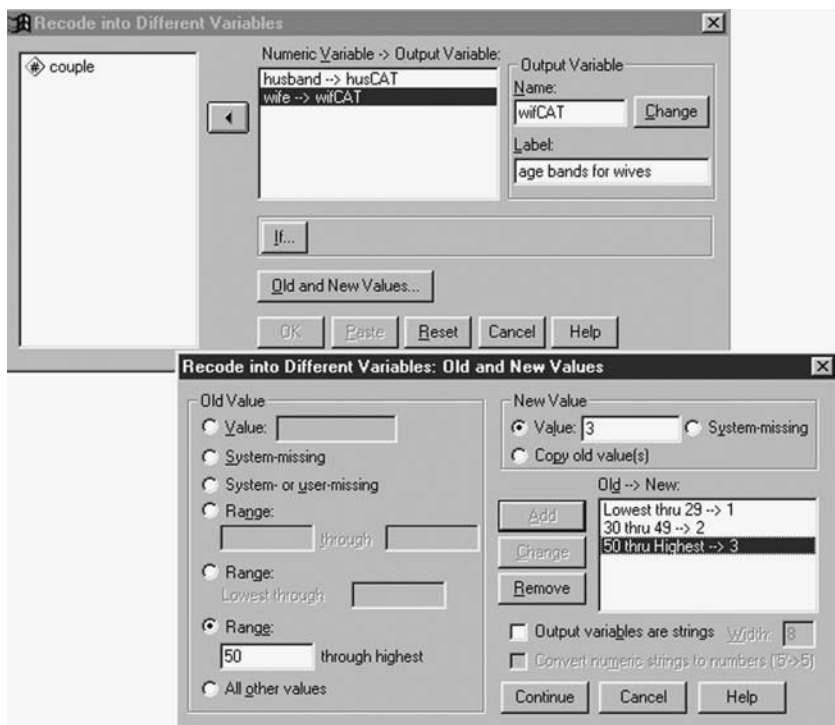 Recode into Different Variables
couple
Numeric Variable -> Output Variable:
husband --> husCAT
wife --> wifCAT
Output Variable
Name:
wifCAT
Change
Label:
age bands for wives
If...
Old and New Values...
OK
Paste
Reset
Cancel
Help
Recode into Different Variables: Old and New Values
Old Value
Value:
System-missing
System- or user-missing
Range:
through
Range:
Lowest through
Range:
50 through highest
All other values
New Value
Value: 3
System-missing
Copy old value(s)
Old --> New:
Add
Change
Remove
Lowest thru 29 --> 1
30 thru 49 --> 2
50 thru Highest --> 3
Output variables are strings
Width: 8
Convert numeric strings to numbers ('5'->5)
Continue
Cancel
Help